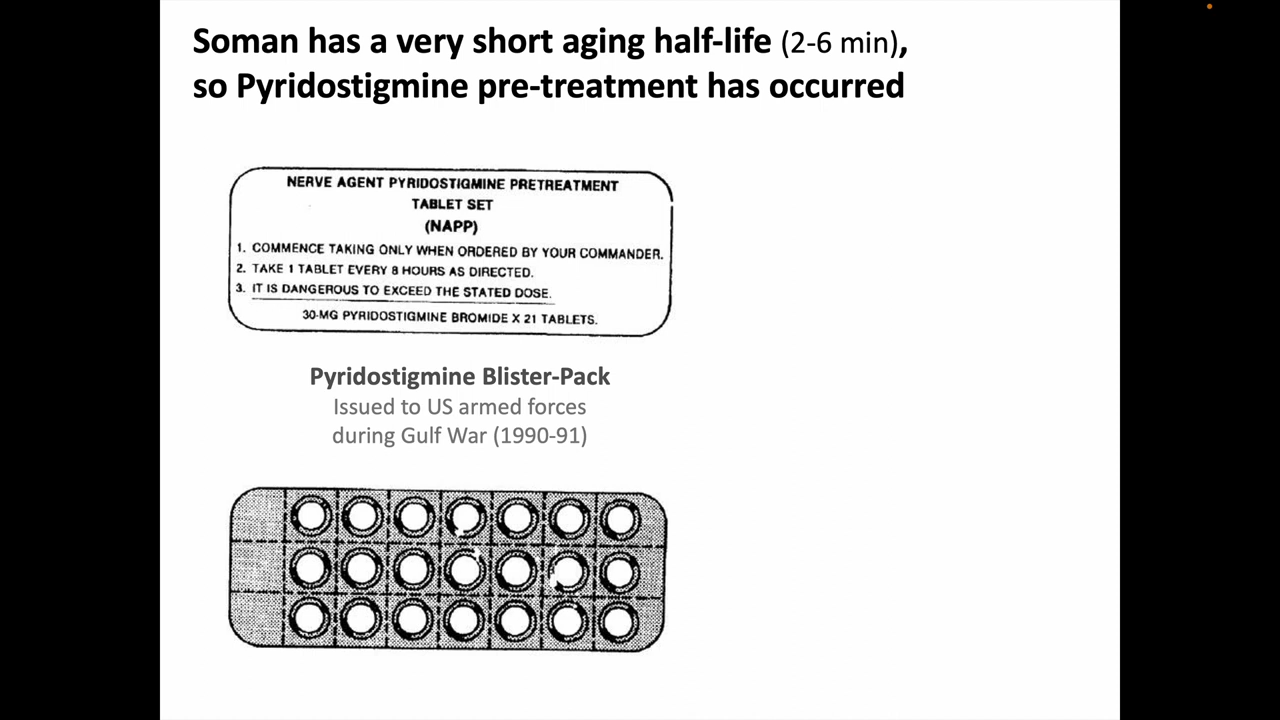 Soman has a very short aging half-life (2-6 min),
so Pyridostigmine pre-treatment has occurred
NERVE AGENT PYRIDOSTIGMINE PRETREATMENT
TABLET SET
(NAPP)
1. COMMENCE TAKING ONLY WHEN ORDERED BY YOUR COMMANDER.
2. TAKE 1 TABLET EVERY 8 HOURS AS DIRECTED.
3. IT IS DANGEROUS TO EXCEED THE STATED DOSE.
30-MG PYRIDOSTIGMINE BROMIDE X 21 TABLETS.
Pyridostigmine Blister-Pack
Issued to US armed forces
during Gulf War (1990-91)